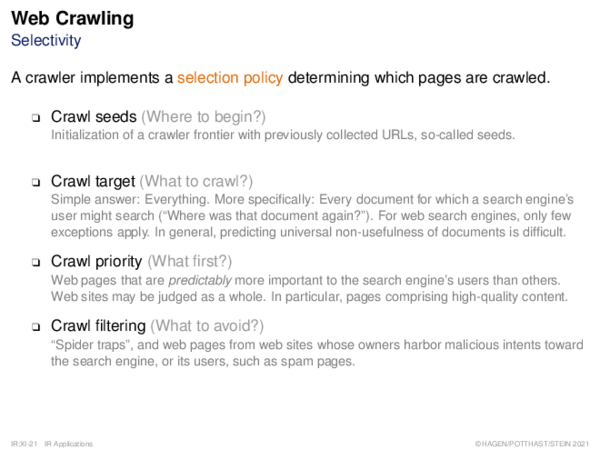 Web Crawling
Selectivity
A crawler implements a selection policy determining which pages are crawled.
❑ Crawl seeds (Where to begin?)
Initialization of a crawler frontier with previously collected URLs, so-called seeds.
❑ Crawl target (What to crawl?)
Simple answer: Everything. More specifically: Every document for which a search engine's
user might search (“Where was that document again?”). For web search engines, only few
exceptions apply. In general, predicting universal non-usefulness of documents is difficult.
❑ Crawl priority (What first?)
Web pages that are predictably more important to the search engine's users than others.
Web sites may be judged as a whole. In particular, pages comprising high-quality content.
❑ Crawl filtering (What to avoid?)
“Spider traps”, and web pages from web sites whose owners harbor malicious intents toward
the search engine, or its users, such as spam pages.
IR:XI-21 IR Applications ©HAGEN/POTTHAST/STEIN 2021